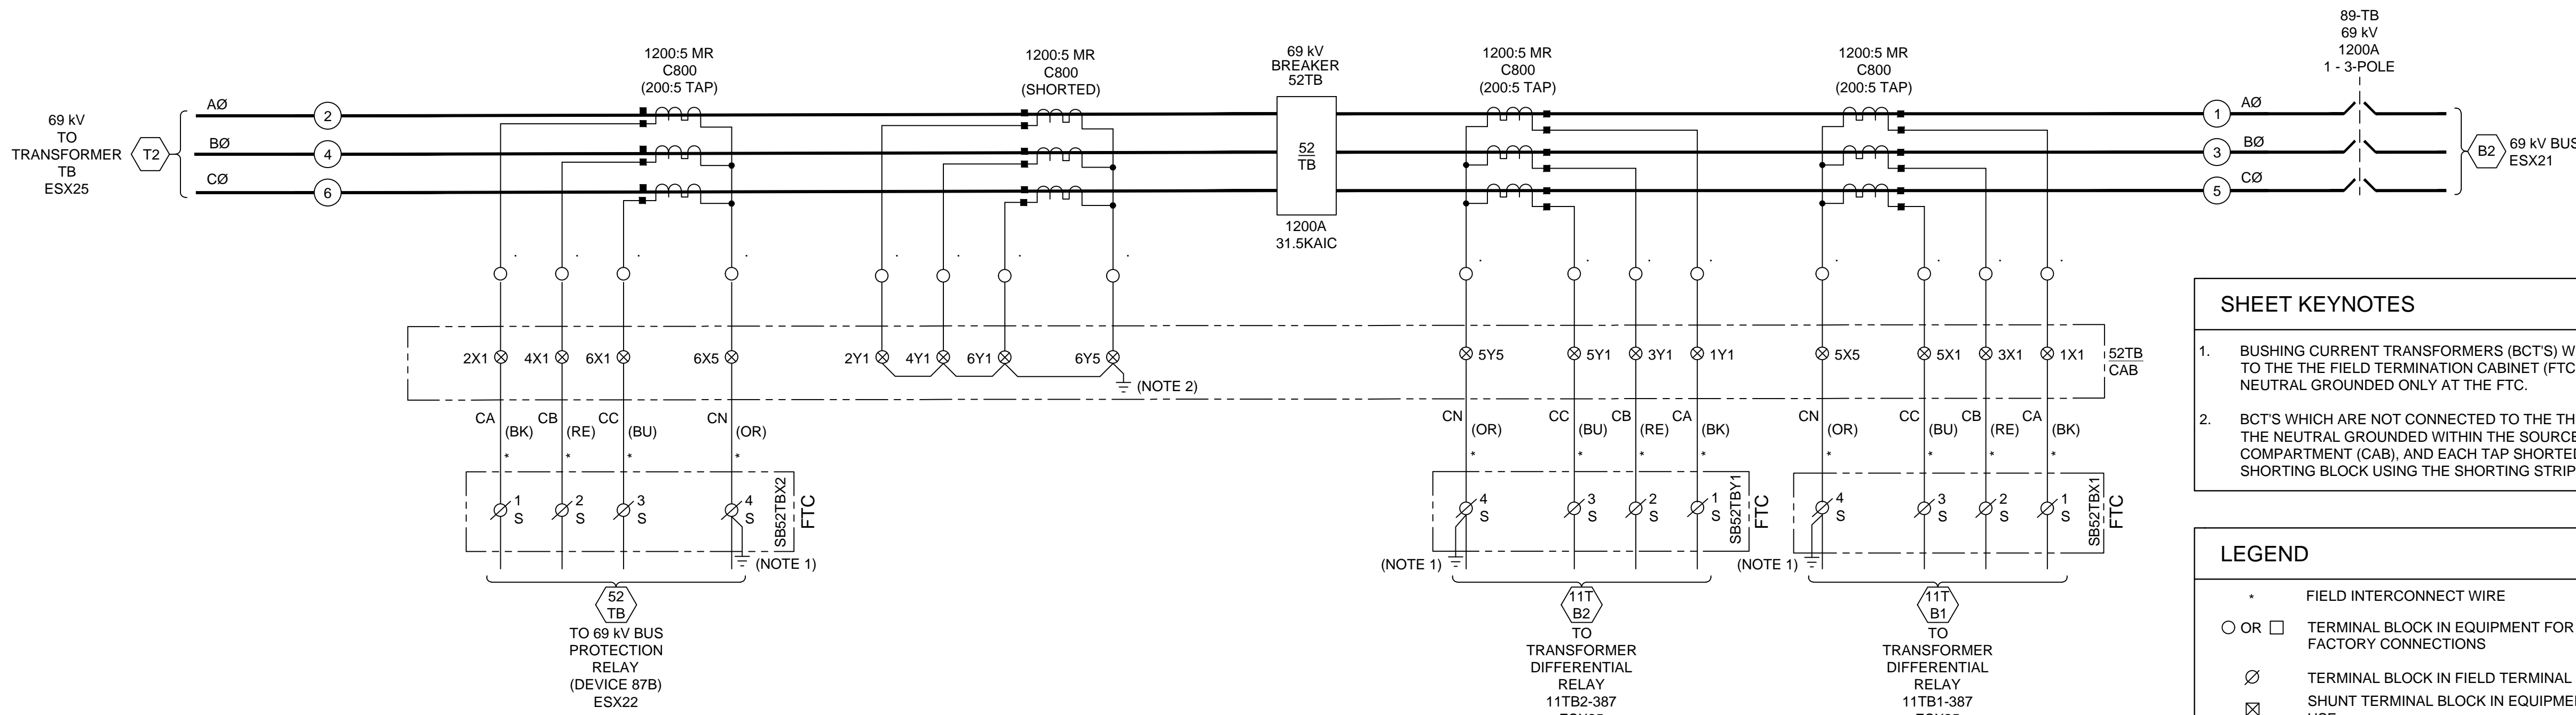 69 kV
TO
TRANSFORMER
TB
ESX25
T2
AØ
BØ
CØ
2
4
6
1200:5 MR
C800
(200:5 TAP)
1200:5 MR
C800
(SHORTED)
69 kV
BREAKER
52TB
52
TB
1200A
31.5KAIC
1200:5 MR
C800
(200:5 TAP)
1200:5 MR
C800
(200:5 TAP)
89-TB
69 kV
1200A
1 - 3-POLE
1
3
5
AØ
BØ
CØ
B2
69 kV BUS
ESX21
2X1
4X1
6X1
6X5
2Y1
4Y1
6Y1
6Y5
(NOTE 2)
5Y5
5Y1
3Y1
1Y1
5X5
5X1
3X1
1X1
52TB
CAB
CA
(BK)
CB
(RE)
CC
(BU)
CN
(OR)
* * * *
CN
(OR)
CC
(BU)
CB
(RE)
CA
(BK)
* * * *
CN
(OR)
CC
(BU)
CB
(RE)
CA
(BK)
* * * *
1
S
2
S
3
S
4
S
SB52TBX2
FTC
(NOTE 1)
4
S
3
S
2
S
1
S
SB52TBY1
FTC
(NOTE 1)
4
S
3
S
2
S
1
S
SB52TBX1
FTC
(NOTE 1)
52
TB
TO 69 kV BUS
PROTECTION
RELAY
(DEVICE 87B)
ESX22
11T
B2
TO
TRANSFORMER
DIFFERENTIAL
RELAY
11TB2-387
11T
B1
TO
TRANSFORMER
DIFFERENTIAL
RELAY
11TB1-387
SHEET KEYNOTES
1. BUSHING CURRENT TRANSFORMERS (BCT'S) W
TO THE THE FIELD TERMINATION CABINET (FTC
NEUTRAL GROUNDED ONLY AT THE FTC.
2. BCT'S WHICH ARE NOT CONNECTED TO THE TH
THE NEUTRAL GROUNDED WITHIN THE SOURCE
COMPARTMENT (CAB), AND EACH TAP SHORTED
SHORTING BLOCK USING THE SHORTING STRIP
LEGEND
* FIELD INTERCONNECT WIRE
OR TERMINAL BLOCK IN EQUIPMENT FOR
FACTORY CONNECTIONS
TERMINAL BLOCK IN FIELD TERMINAL
SHUNT TERMINAL BLOCK IN EQUIPME